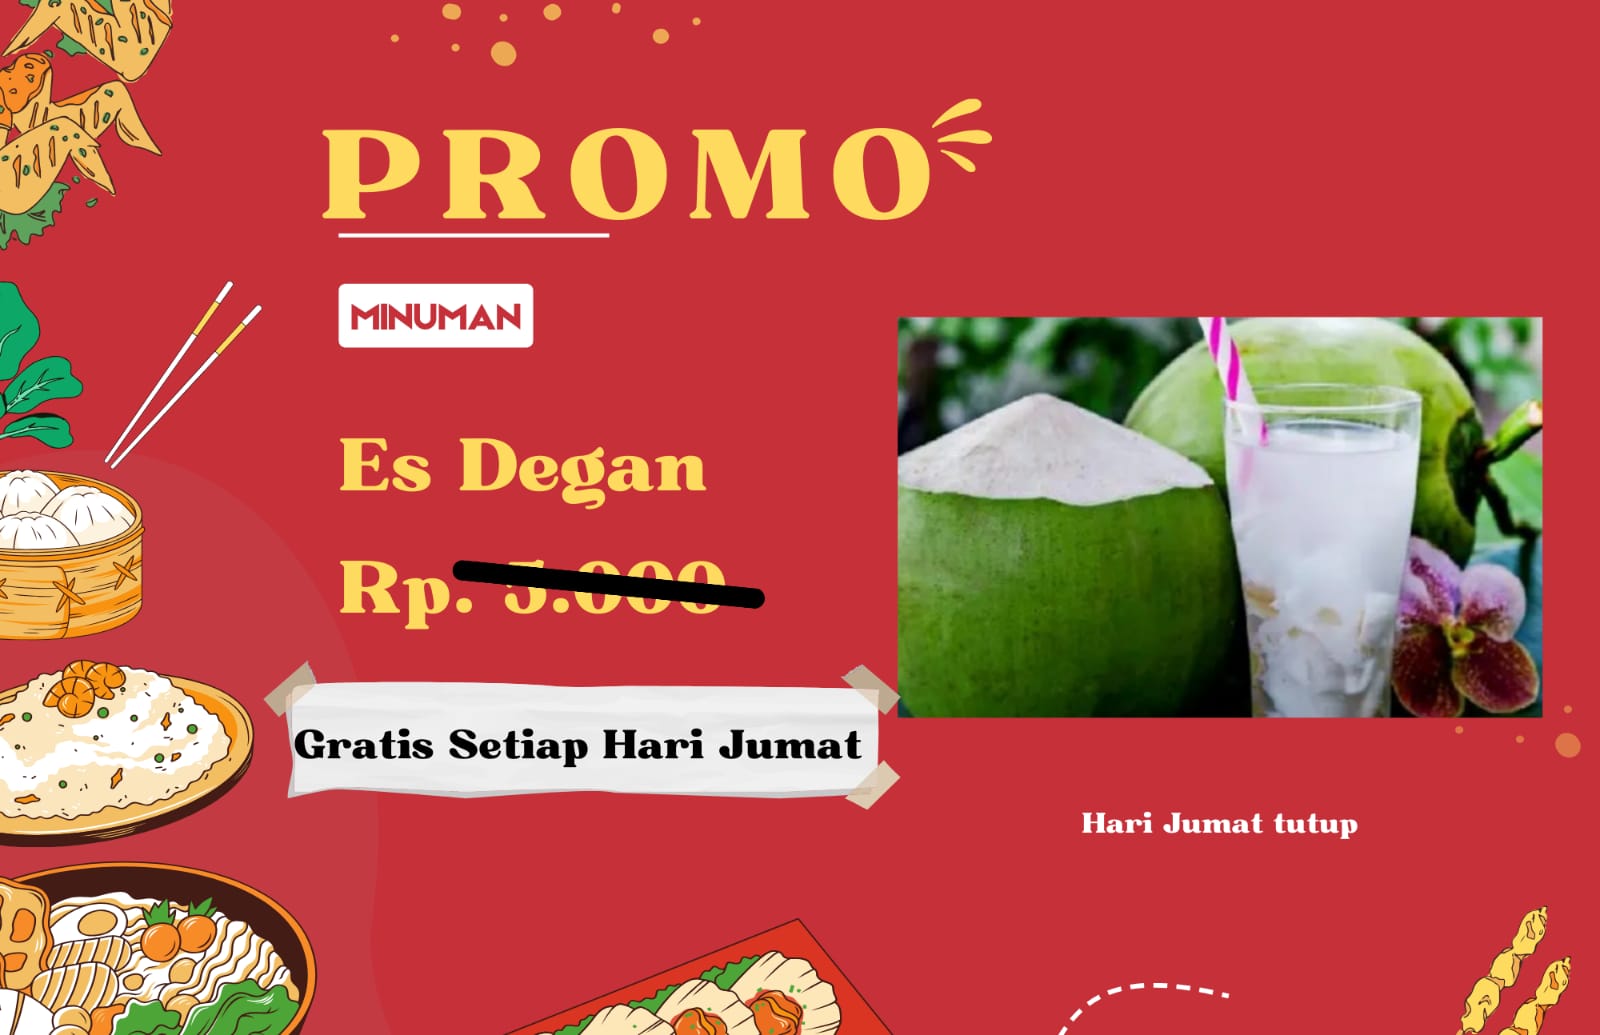 PROMO
MINUMAN
Es Degan
Rp. 5.000
Gratis Setiap Hari Jumat
Hari Jumat tutup